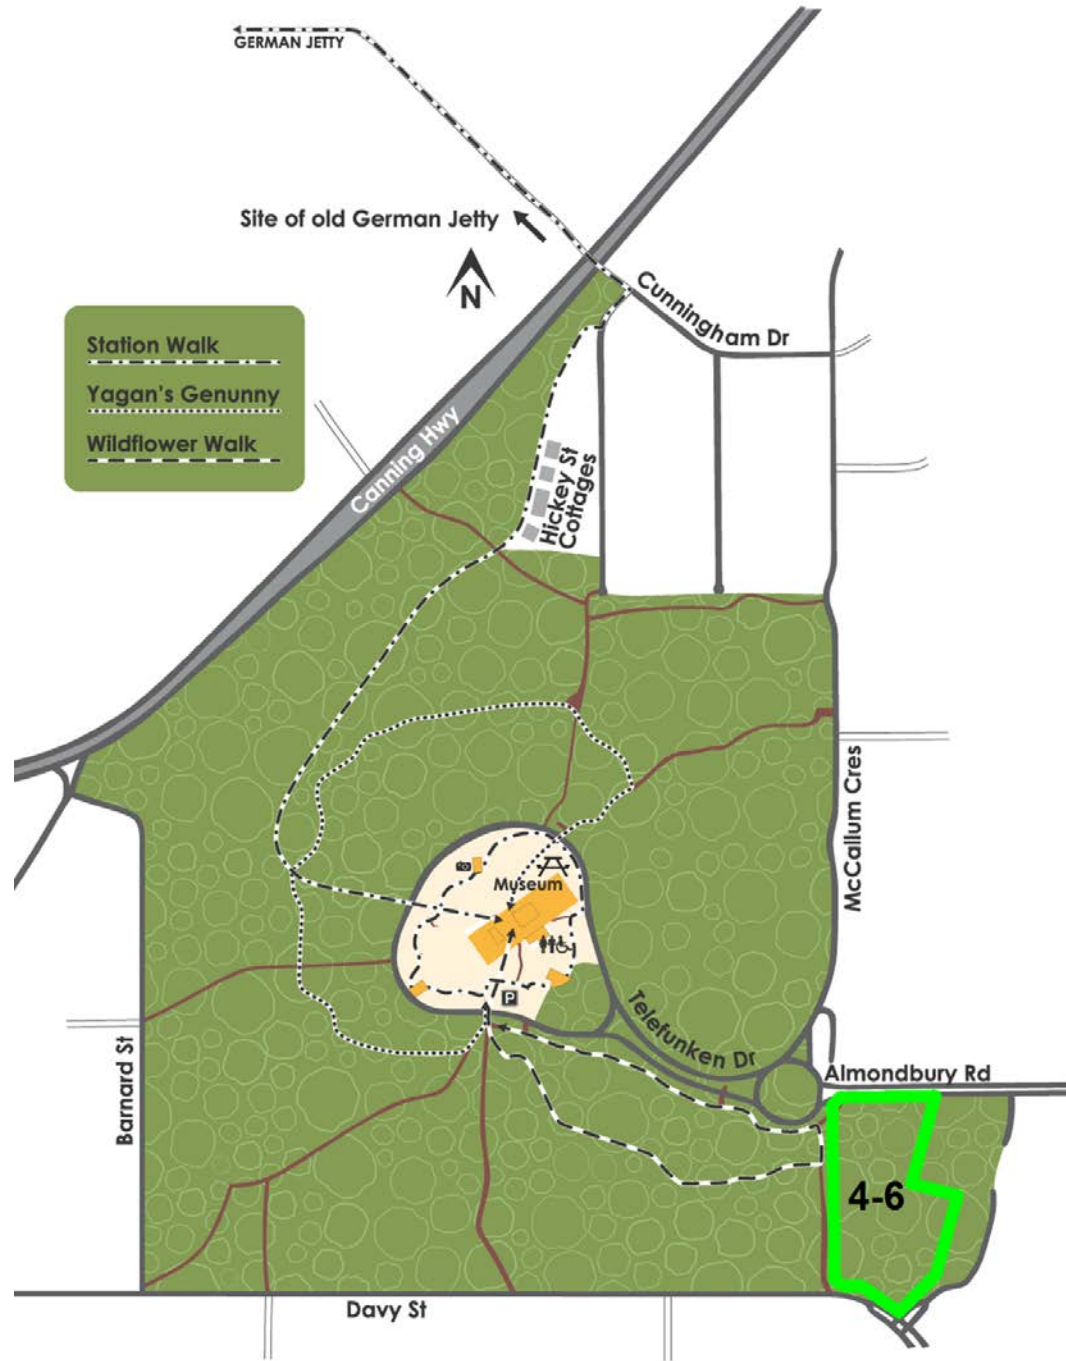 GERMAN JETTY
Site of old German Jetty
N
Cunningham Dr
Station Walk
Yagan's Genunny
Wildflower Walk
Canning Hwy
Hickey St
Cottages
McCallum Cres
Museum
P
Telefunken Dr
Barnard St
Almondbury Rd
4-6
Davy St